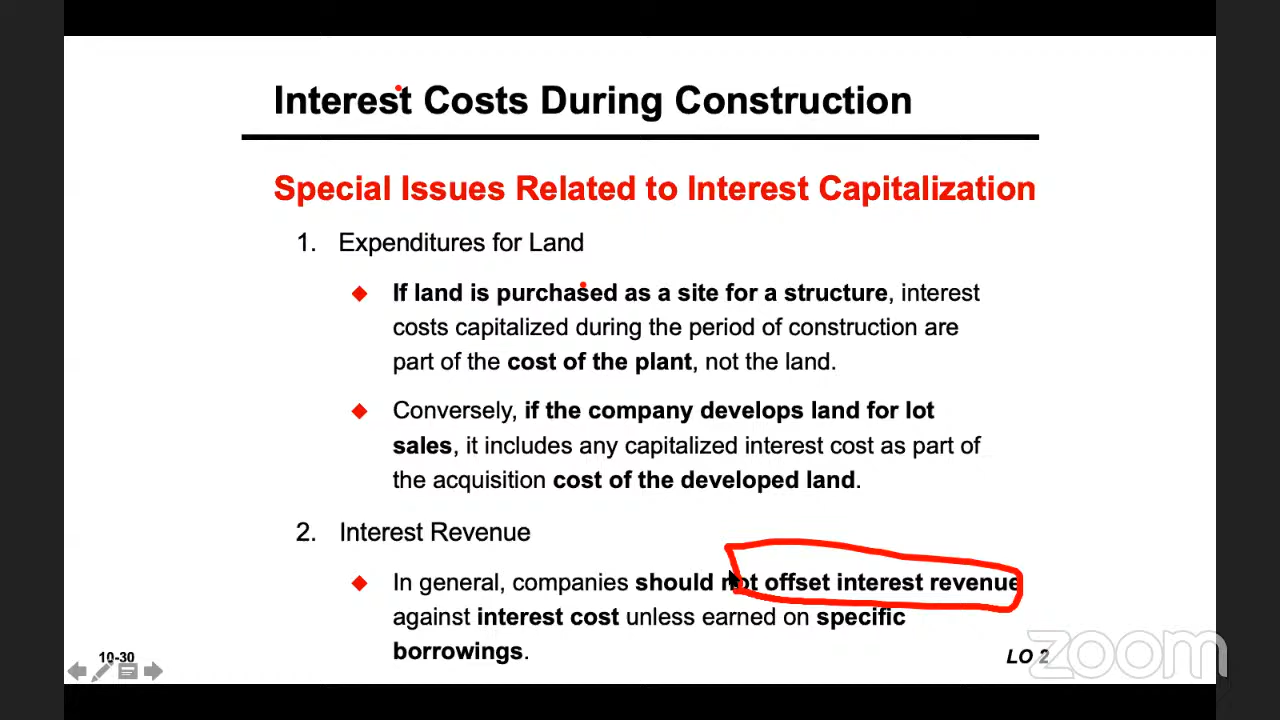 Interest Costs During Construction
Special Issues Related to Interest Capitalization
1. Expenditures for Land
If land is purchased as a site for a structure, interest
costs capitalized during the period of construction are
part of the cost of the plant, not the land.
Conversely, if the company develops land for lot
sales, it includes any capitalized interest cost as part of
the acquisition cost of the developed land.
2. Interest Revenue
In general, companies should not offset interest revenue
against interest cost unless earned on specific
borrowings.
10-30
LO 2
zoom